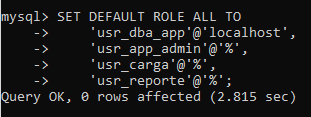 mysql> SET DEFAULT ROLE ALL TO
    ->     'usr_dba_app'@'localhost',
    ->     'usr_app_admin'@'%',
    ->     'usr_carga'@'%',
    ->     'usr_reporte'@'%';
Query OK, 0 rows affected (2.815 sec)